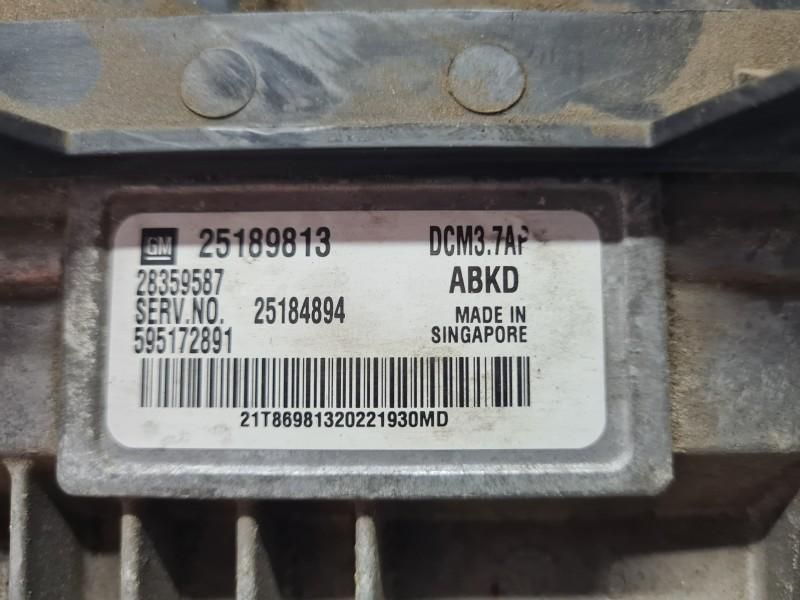 GM 25189813 DCM3.7AP
28359587 ABKD
SERV.NO. 25184894 MADE IN
595172891 SINGAPORE
21T86981320221930MD